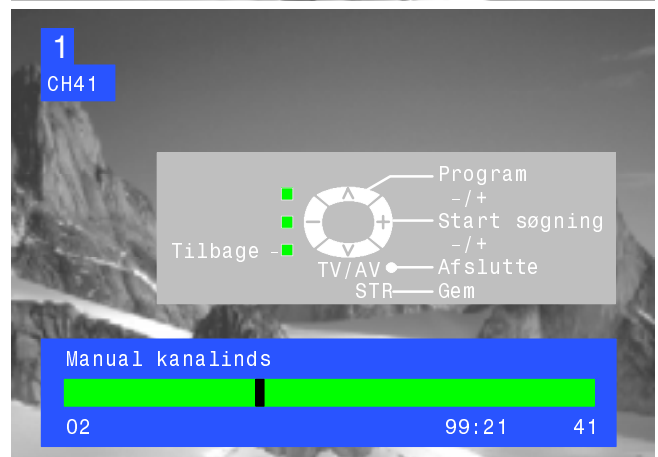 1
CH41
Program
-/+
Start søgning
-/+
Tilbage -
TV/AV Afslutte
STR Gem
Manual kanalinds
02 99:21 41